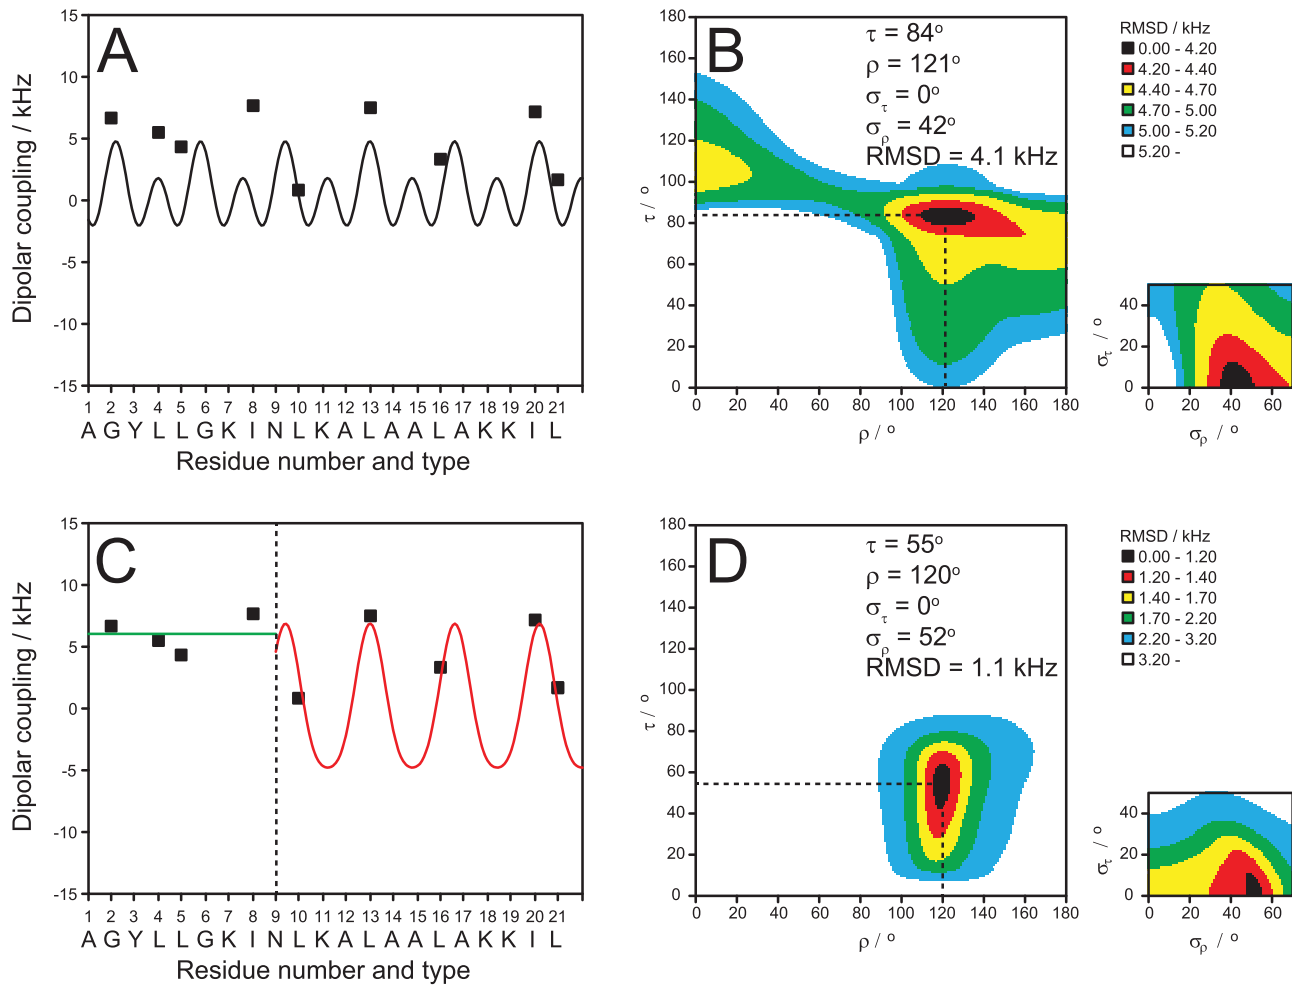 A
Dipolar coupling / kHz
15
10
5
0
-5
-10
-15
1 2 3 4 5 6 7 8 9 10 11 12 13 14 15 16 17 18 19 20 21
A G Y L L G K I N L K A L A A L A K K I L
Residue number and type
B
τ = 84°
ρ = 121°
στ = 0°
σρ = 42°
RMSD = 4.1 kHz
τ / °
180
160
140
120
100
80
60
40
20
0
0 20 40 60 80 100 120 140 160 180
ρ / °
RMSD / kHz
0.00 - 4.20
4.20 - 4.40
4.40 - 4.70
4.70 - 5.00
5.00 - 5.20
5.20 -
στ / °
40
20
0
0 20 40 60
σρ / °
C
Dipolar coupling / kHz
15
10
5
0
-5
-10
-15
1 2 3 4 5 6 7 8 9 10 11 12 13 14 15 16 17 18 19 20 21
A G Y L L G K I N L K A L A A L A K K I L
Residue number and type
D
τ = 55°
ρ = 120°
στ = 0°
σρ = 52°
RMSD = 1.1 kHz
τ / °
180
160
140
120
100
80
60
40
20
0
0 20 40 60 80 100 120 140 160 180
ρ / °
RMSD / kHz
0.00 - 1.20
1.20 - 1.40
1.40 - 1.70
1.70 - 2.20
2.20 - 3.20
3.20 -
στ / °
40
20
0
0 20 40 60
σρ / °